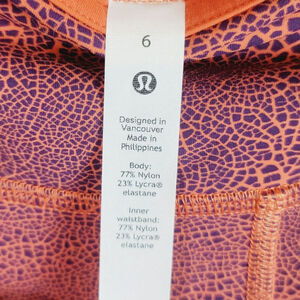 6
Designed in
Vancouver
Made in
Philippines
Body:
77% Nylon
23% Lycra®
elastane
Inner
waistband:
77% Nylon
23% Lycra®
elastane